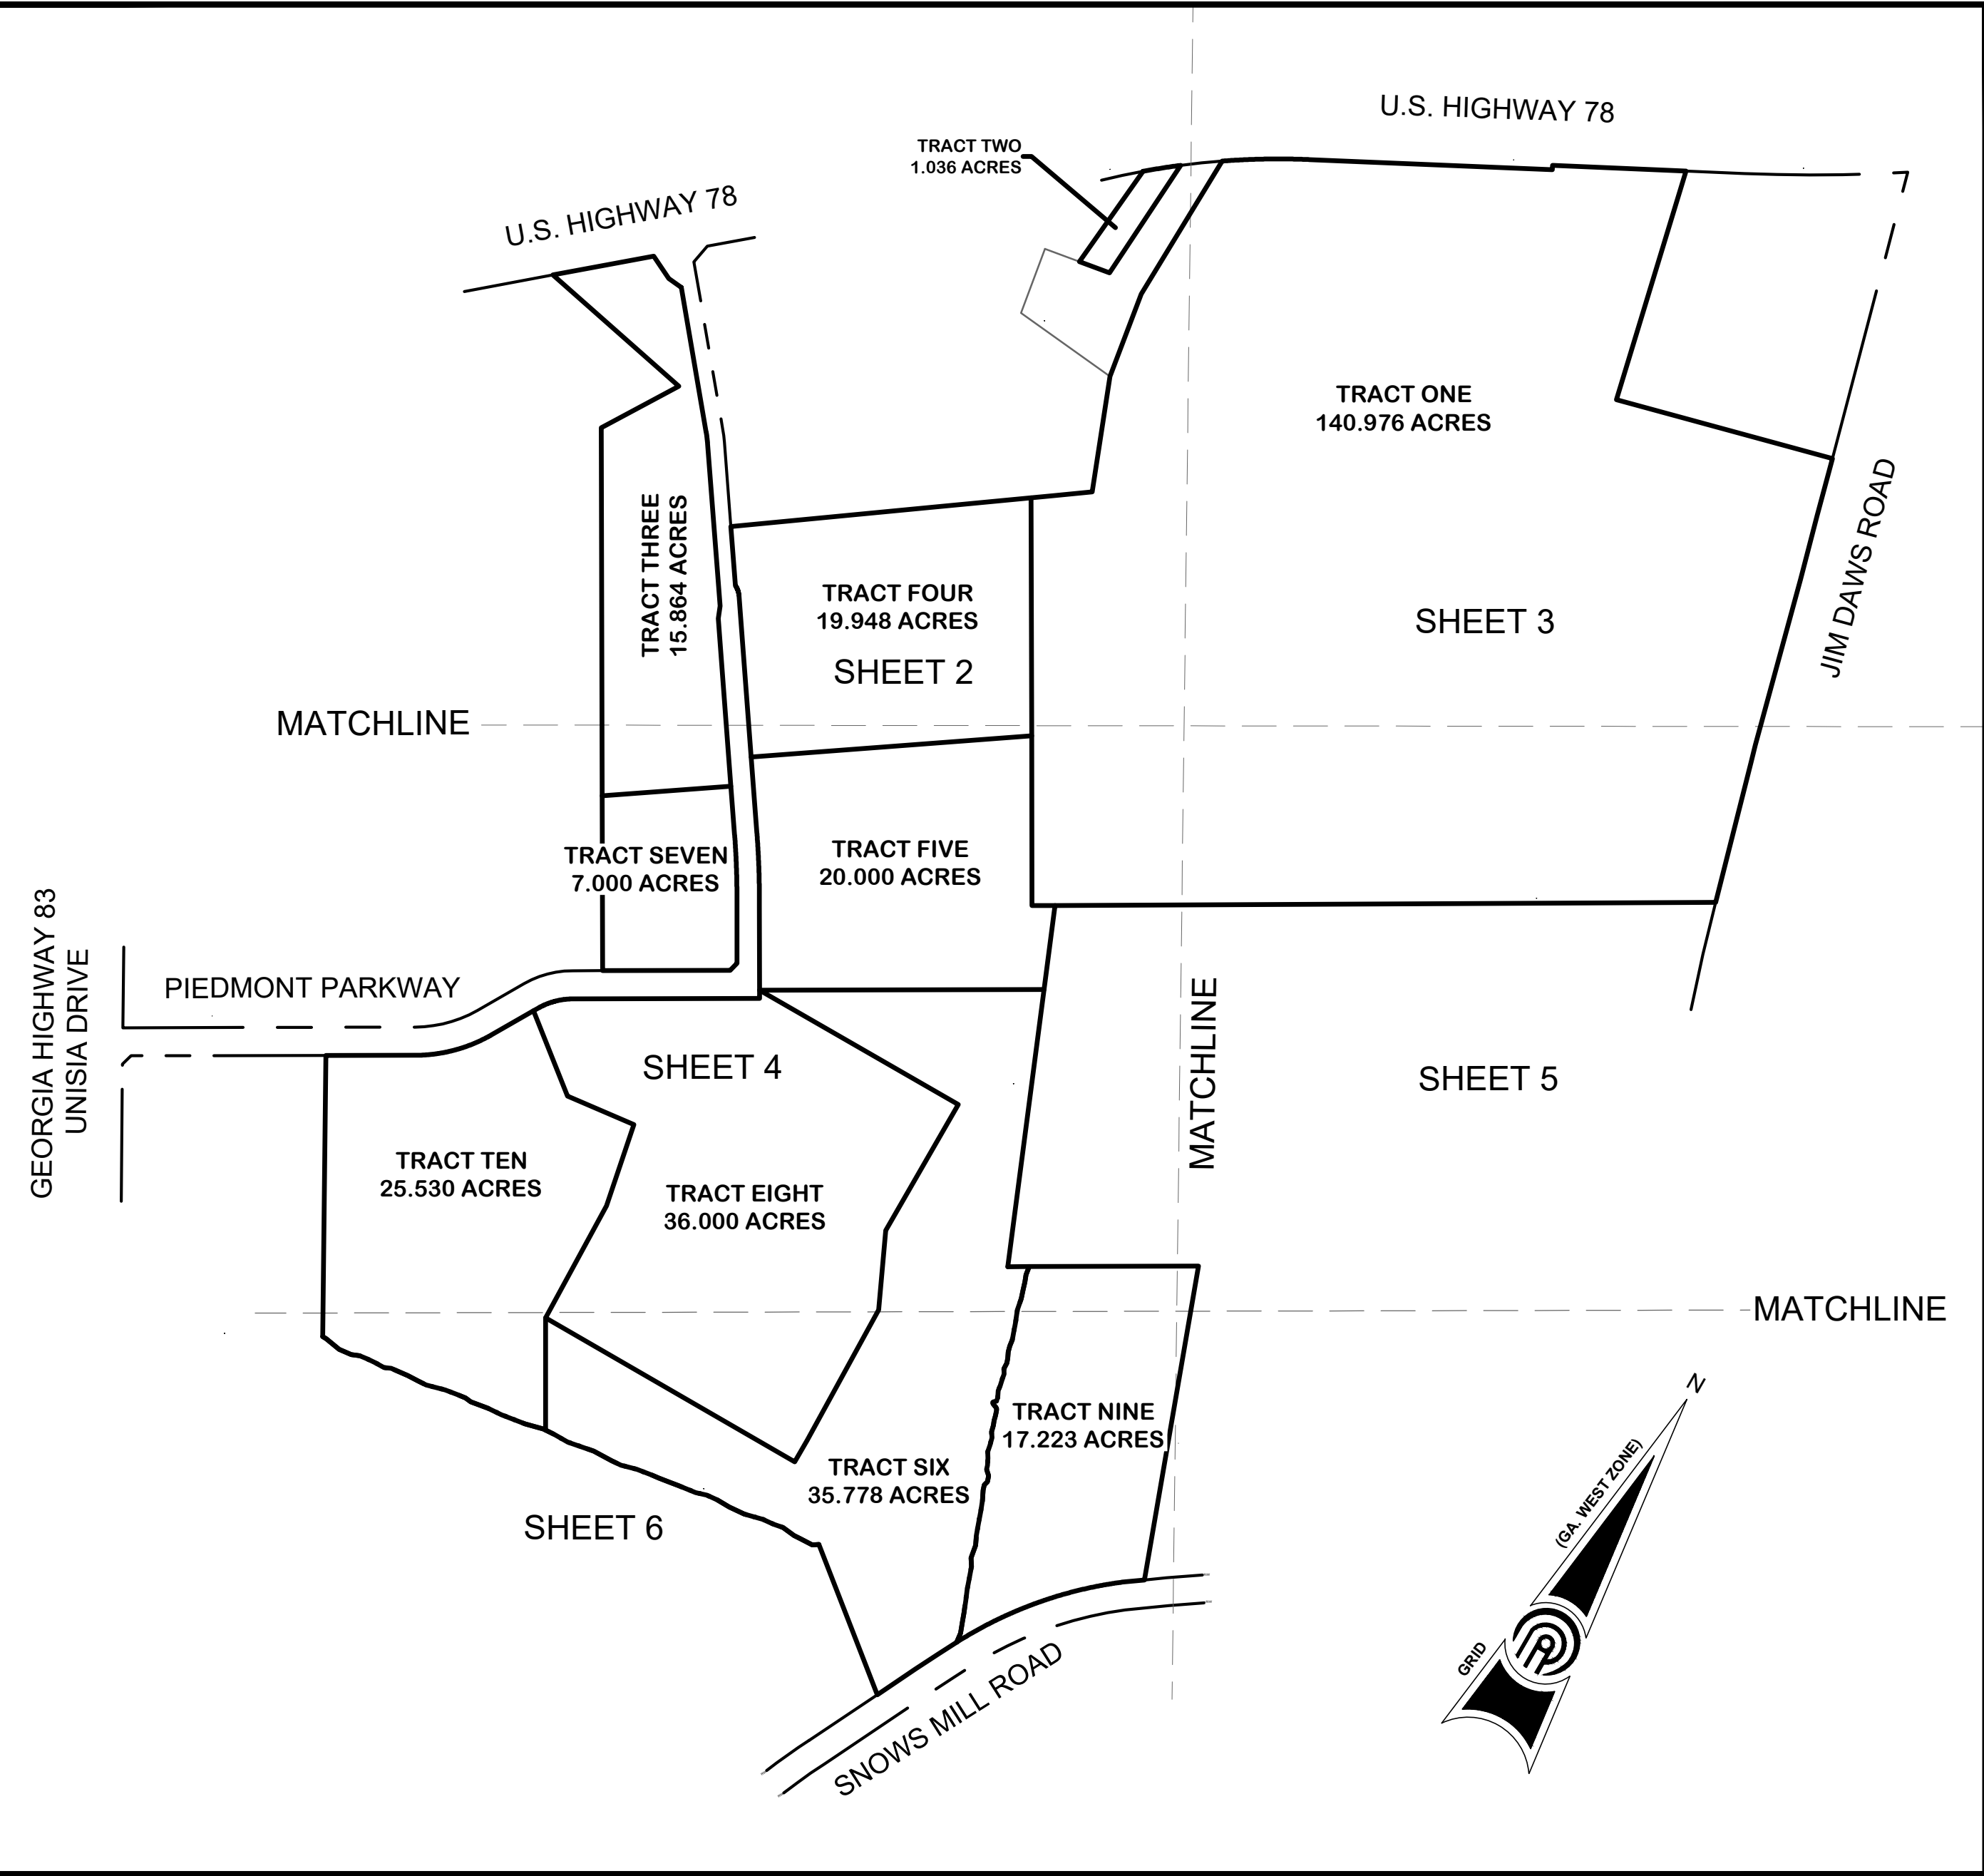 U.S. HIGHWAY 78
TRACT TWO
1.036 ACRES
U.S. HIGHWAY 78
TRACT ONE
140.976 ACRES
JIM DAWS ROAD
TRACT THREE
15.864 ACRES
TRACT FOUR
19.948 ACRES
SHEET 2
SHEET 3
MATCHLINE
TRACT SEVEN
7.000 ACRES
TRACT FIVE
20.000 ACRES
GEORGIA HIGHWAY 83
UNISIA DRIVE
PIEDMONT PARKWAY
SHEET 4
MATCHLINE
SHEET 5
TRACT TEN
25.530 ACRES
TRACT EIGHT
36.000 ACRES
MATCHLINE
TRACT NINE
17.223 ACRES
TRACT SIX
35.778 ACRES
SHEET 6
SNOWS MILL ROAD
N
(GA. WEST ZONE)
GRID